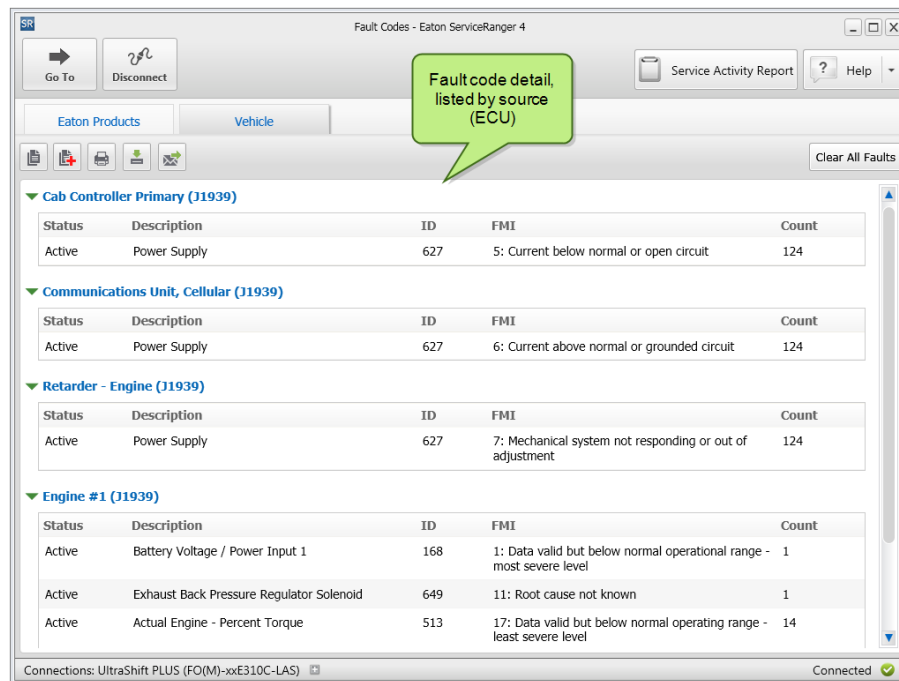 SR
Fault Codes - Eaton ServiceRanger 4
Go To
Disconnect
Fault code detail,
listed by source
(ECU)
Service Activity Report
? Help
Eaton Products
Vehicle
Clear All Faults
Cab Controller Primary (J1939)
Status Description ID FMI Count
Active Power Supply 627 5: Current below normal or open circuit 124
Communications Unit, Cellular (J1939)
Status Description ID FMI Count
Active Power Supply 627 6: Current above normal or grounded circuit 124
Retarder - Engine (J1939)
Status Description ID FMI Count
Active Power Supply 627 7: Mechanical system not responding or out of 124
adjustment
Engine #1 (J1939)
Status Description ID FMI Count
Active Battery Voltage / Power Input 1 168 1: Data valid but below normal operational range - 1
most severe level
Active Exhaust Back Pressure Regulator Solenoid 649 11: Root cause not known 1
Active Actual Engine - Percent Torque 513 17: Data valid but below normal operating range - 14
least severe level
Connections: UltraShift PLUS (FO(M)-xxE310C-LAS) Connected